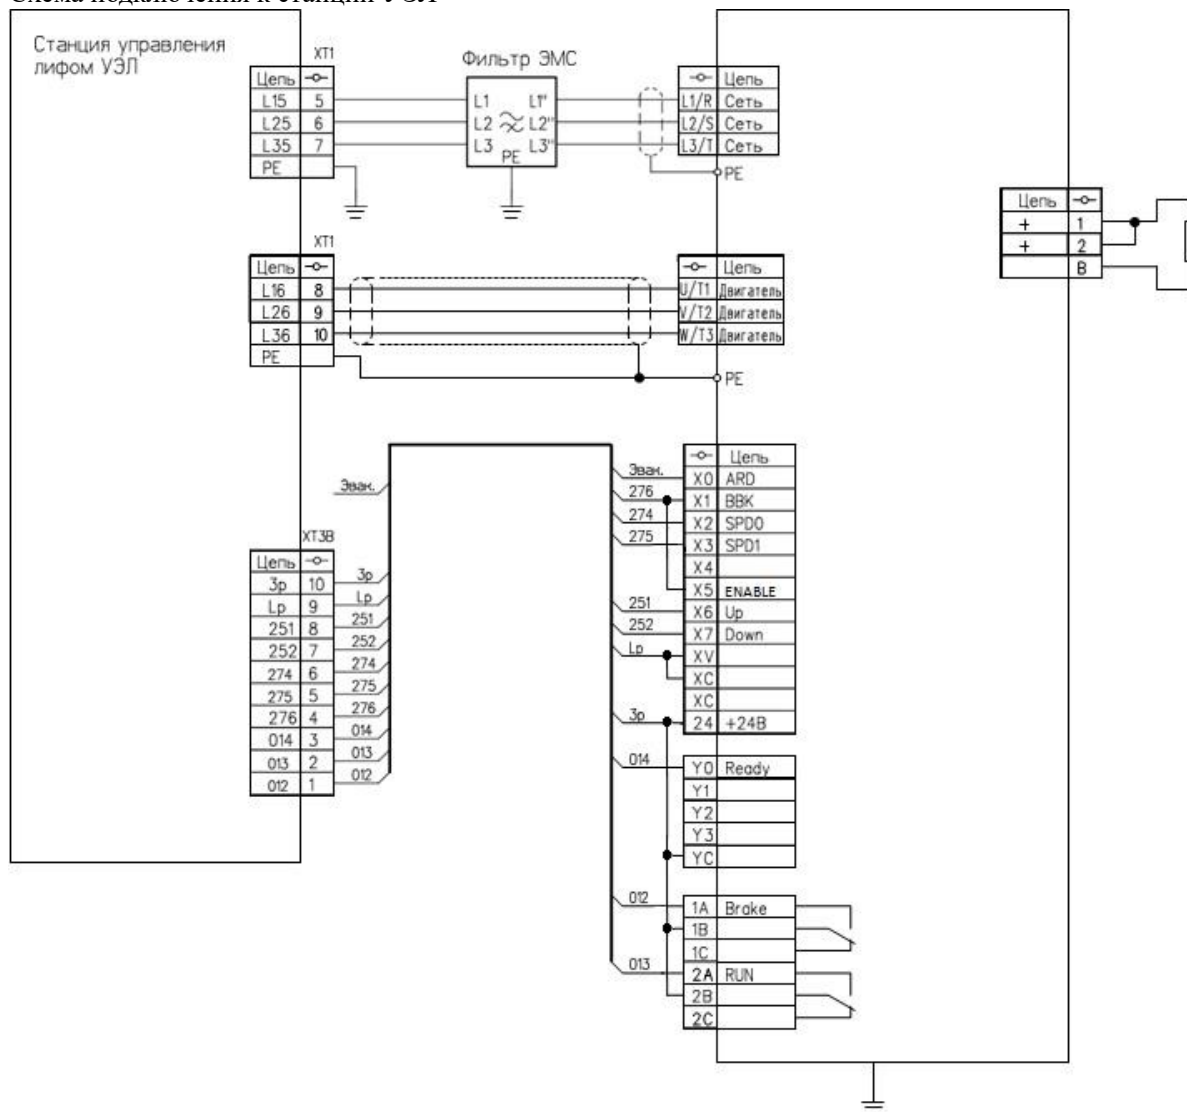 Схема подключения к станции УЭЛ
Станция управления
лифом УЭЛ
XT1
Цепь
L15 5
L25 6
L35 7
PE
Фильтр ЭМС
L1 L1"
L2 L2"
L3 L3"
PE
Цепь
L1/R Сеть
L2/S Сеть
L3/T Сеть
PE
Цепь
+ 1
+ 2
B
XT1
Цепь
L16 8
L26 9
L36 10
PE
Цепь
U/T1 Двигатель
V/T2 Двигатель
W/T3 Двигатель
PE
Эвак.
XT3B
Цепь
3р 10 3р
Lр 9 Lр
251 8 251
252 7 252
274 6 274
275 5 275
276 4 276
014 3 014
013 2 013
012 1 012
Цепь
Эвак. X0 ARD
276 X1 BBK
274 X2 SPD0
275 X3 SPD1
X4
X5 ENABLE
251 X6 Up
252 X7 Down
Lр XV
XC
XC
3р 24 +24В
014 Y0 Ready
Y1
Y2
Y3
YC
012 1A Brake
1B
1C
013 2A RUN
2B
2C